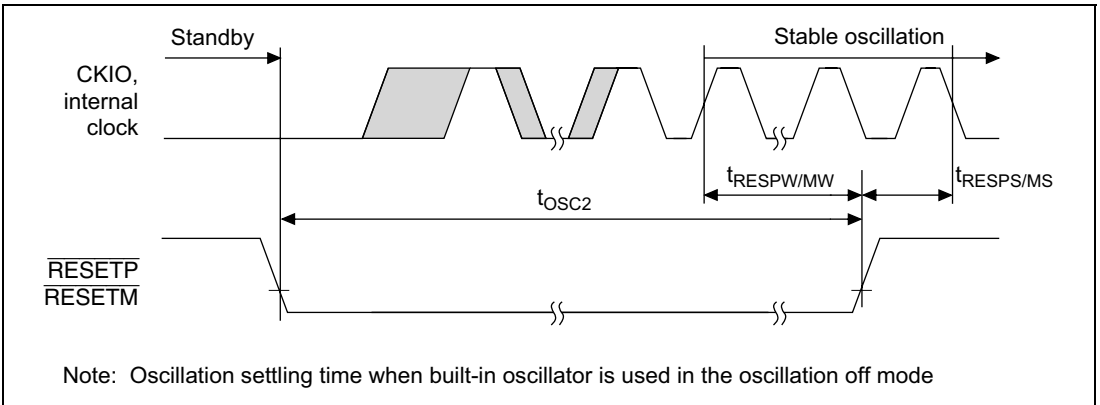 Standby
Stable oscillation
CKIO,
internal
clock
tRESPW/MW
tRESPS/MS
tOSC2
RESETP
RESETM
Note: Oscillation settling time when built-in oscillator is used in the oscillation off mode